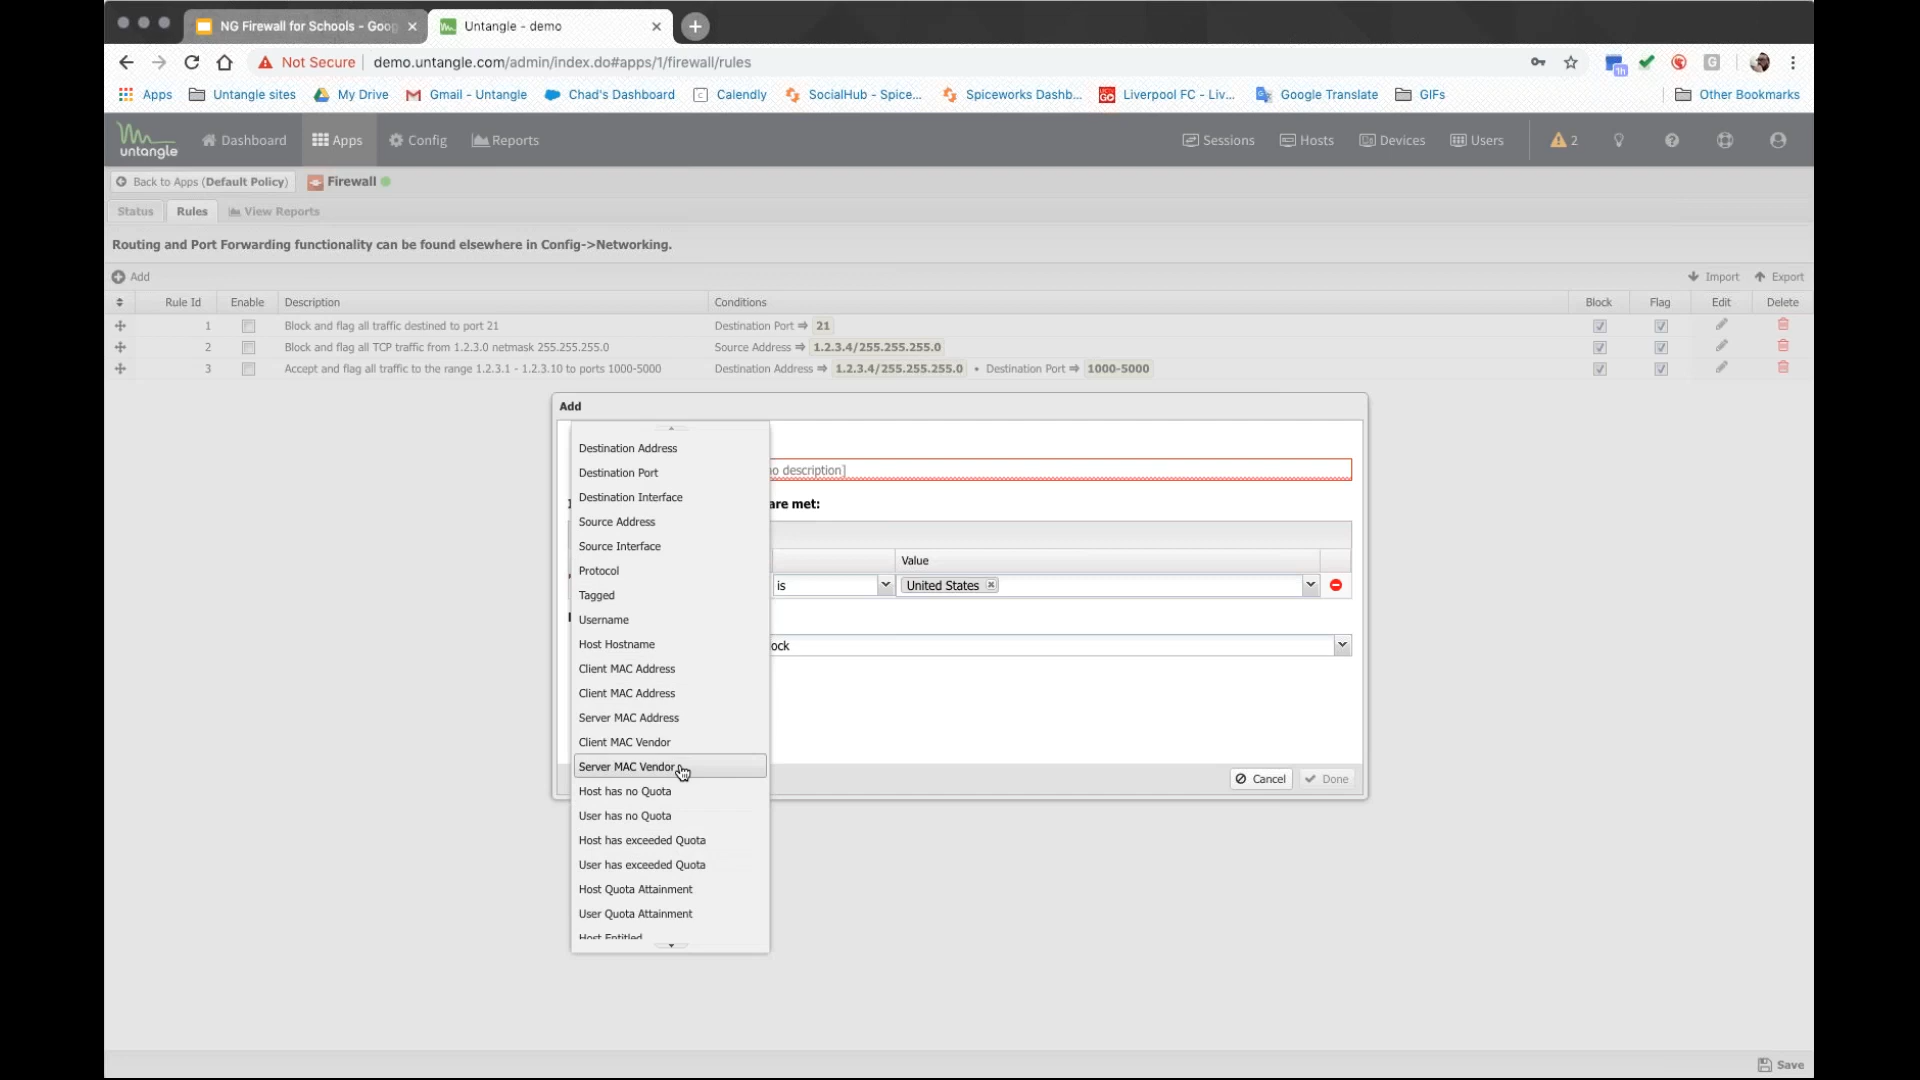 NG Firewall for Schools - Goog
Untangle - demo
Not Secure demo.untangle.com/admin/index.do#apps/1/firewall/rules
1h G
Apps Untangle sites My Drive Gmail - Untangle Chad's Dashboard Calendly SocialHub - Spice... Spiceworks Dashb... Liverpool FC - Liv... Google Translate GIFs Other Bookmarks
untangle Dashboard Apps Config Reports Sessions Hosts Devices Users 2
Back to Apps (Default Policy) Firewall
Status Rules View Reports
Routing and Port Forwarding functionality can be found elsewhere in Config->Networking.
Add Import Export
Rule Id Enable Description Conditions Block Flag Edit Delete
1 Block and flag all traffic destined to port 21 Destination Port ⇒ 21
2 Block and flag all TCP traffic from 1.2.3.0 netmask 255.255.255.0 Source Address ⇒ 1.2.3.4/255.255.255.0
3 Accept and flag all traffic to the range 1.2.3.1 - 1.2.3.10 to ports 1000-5000 Destination Address ⇒ 1.2.3.4/255.255.255.0 • Destination Port ⇒ 1000-5000
Add
Destination Address
o description]
Destination Port
Destination Interface
are met:
Source Address
Source Interface
Value
Protocol
is United States
Tagged
Username
Host Hostname
ock
Client MAC Address
Client MAC Address
Server MAC Address
Client MAC Vendor
Server MAC Vendor
Cancel Done
Host has no Quota
User has no Quota
Host has exceeded Quota
User has exceeded Quota
Host Quota Attainment
User Quota Attainment
Host Entitled
Save